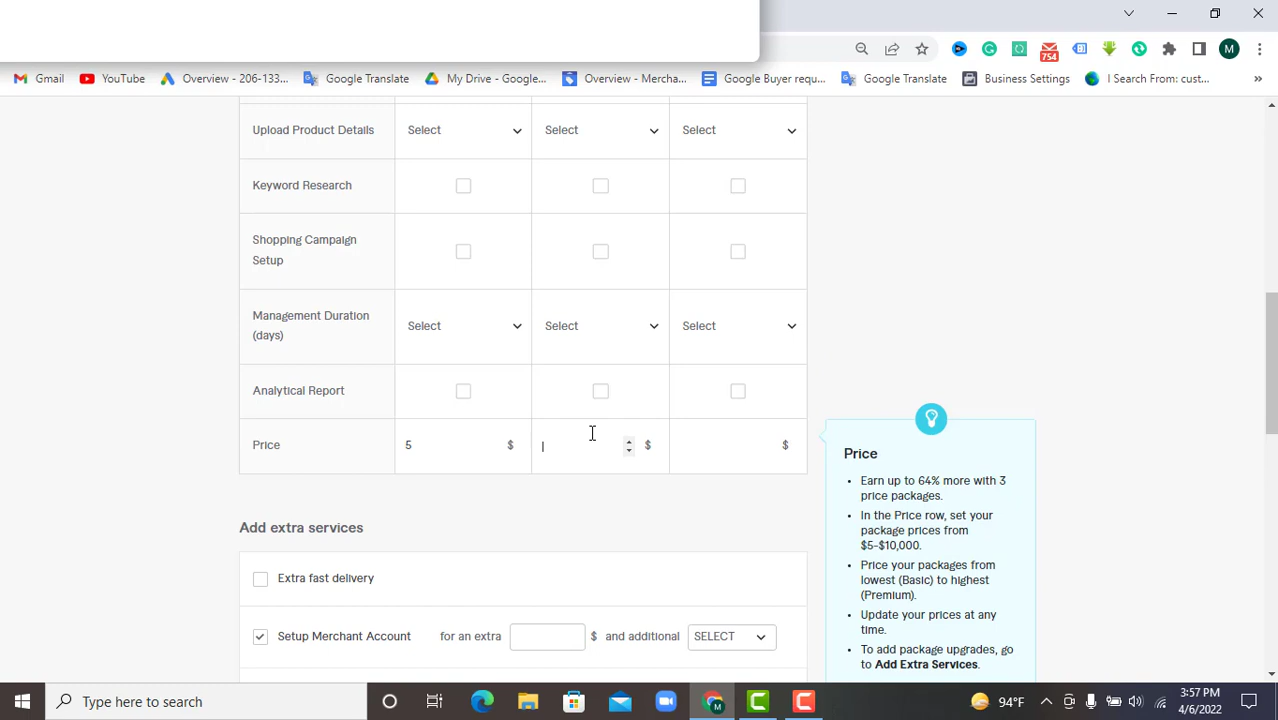 754
M
Gmail
YouTube
Overview - 206-133...
Google Translate
My Drive - Google...
Overview - Mercha...
Google Buyer requ...
Google Translate
Business Settings
I Search From: cust...
»
Upload Product Details
Select
Select
Select
Keyword Research
Shopping Campaign
Setup
Management Duration
(days)
Select
Select
Select
Analytical Report
Price
5
$
$
$
Price
• Earn up to 64% more with 3
price packages.
• In the Price row, set your
package prices from
$5-$10,000.
• Price your packages from
lowest (Basic) to highest
(Premium).
• Update your prices at any
time.
• To add package upgrades, go
to Add Extra Services.
Add extra services
Extra fast delivery
Setup Merchant Account for an extra $ and additional SELECT
Type here to search
94°F
3:57 PM
4/6/2022